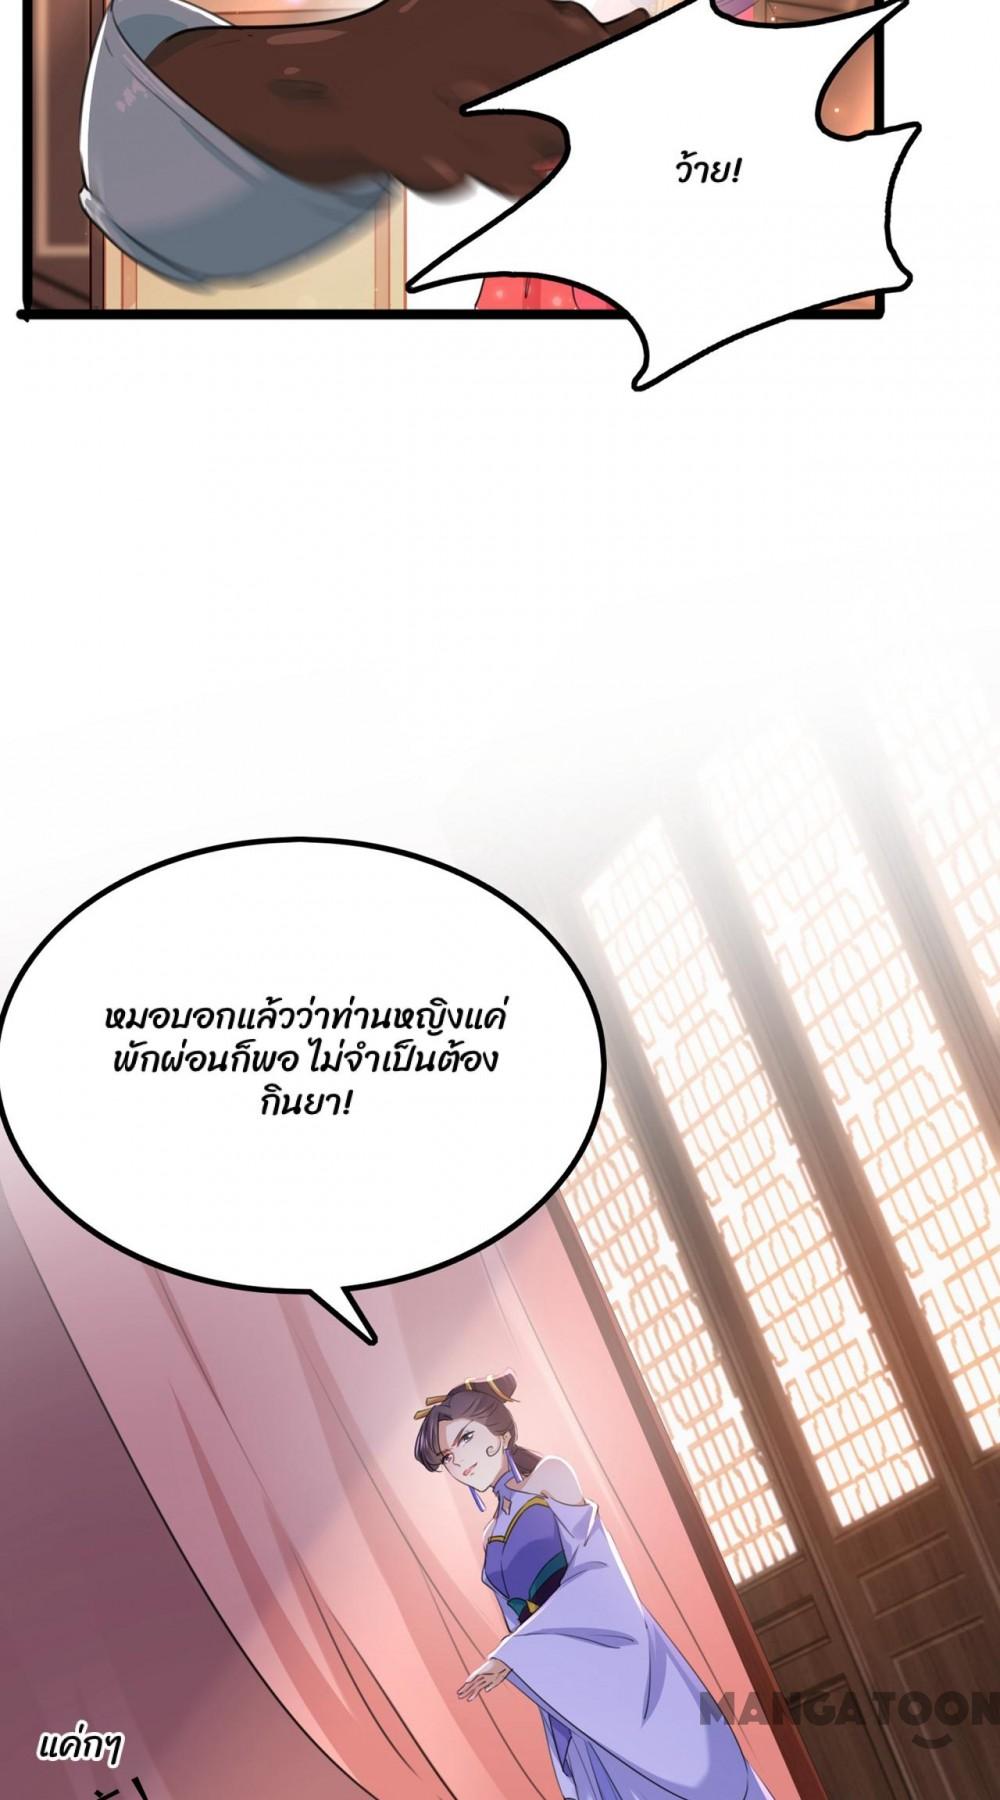 ว้าย!
หมอบอกแล้วว่าท่านหญิงแค่
พักผ่อนก็พอ ไม่จำเป็นต้อง
กินยา!
MANGA TOON
แค่กๆ